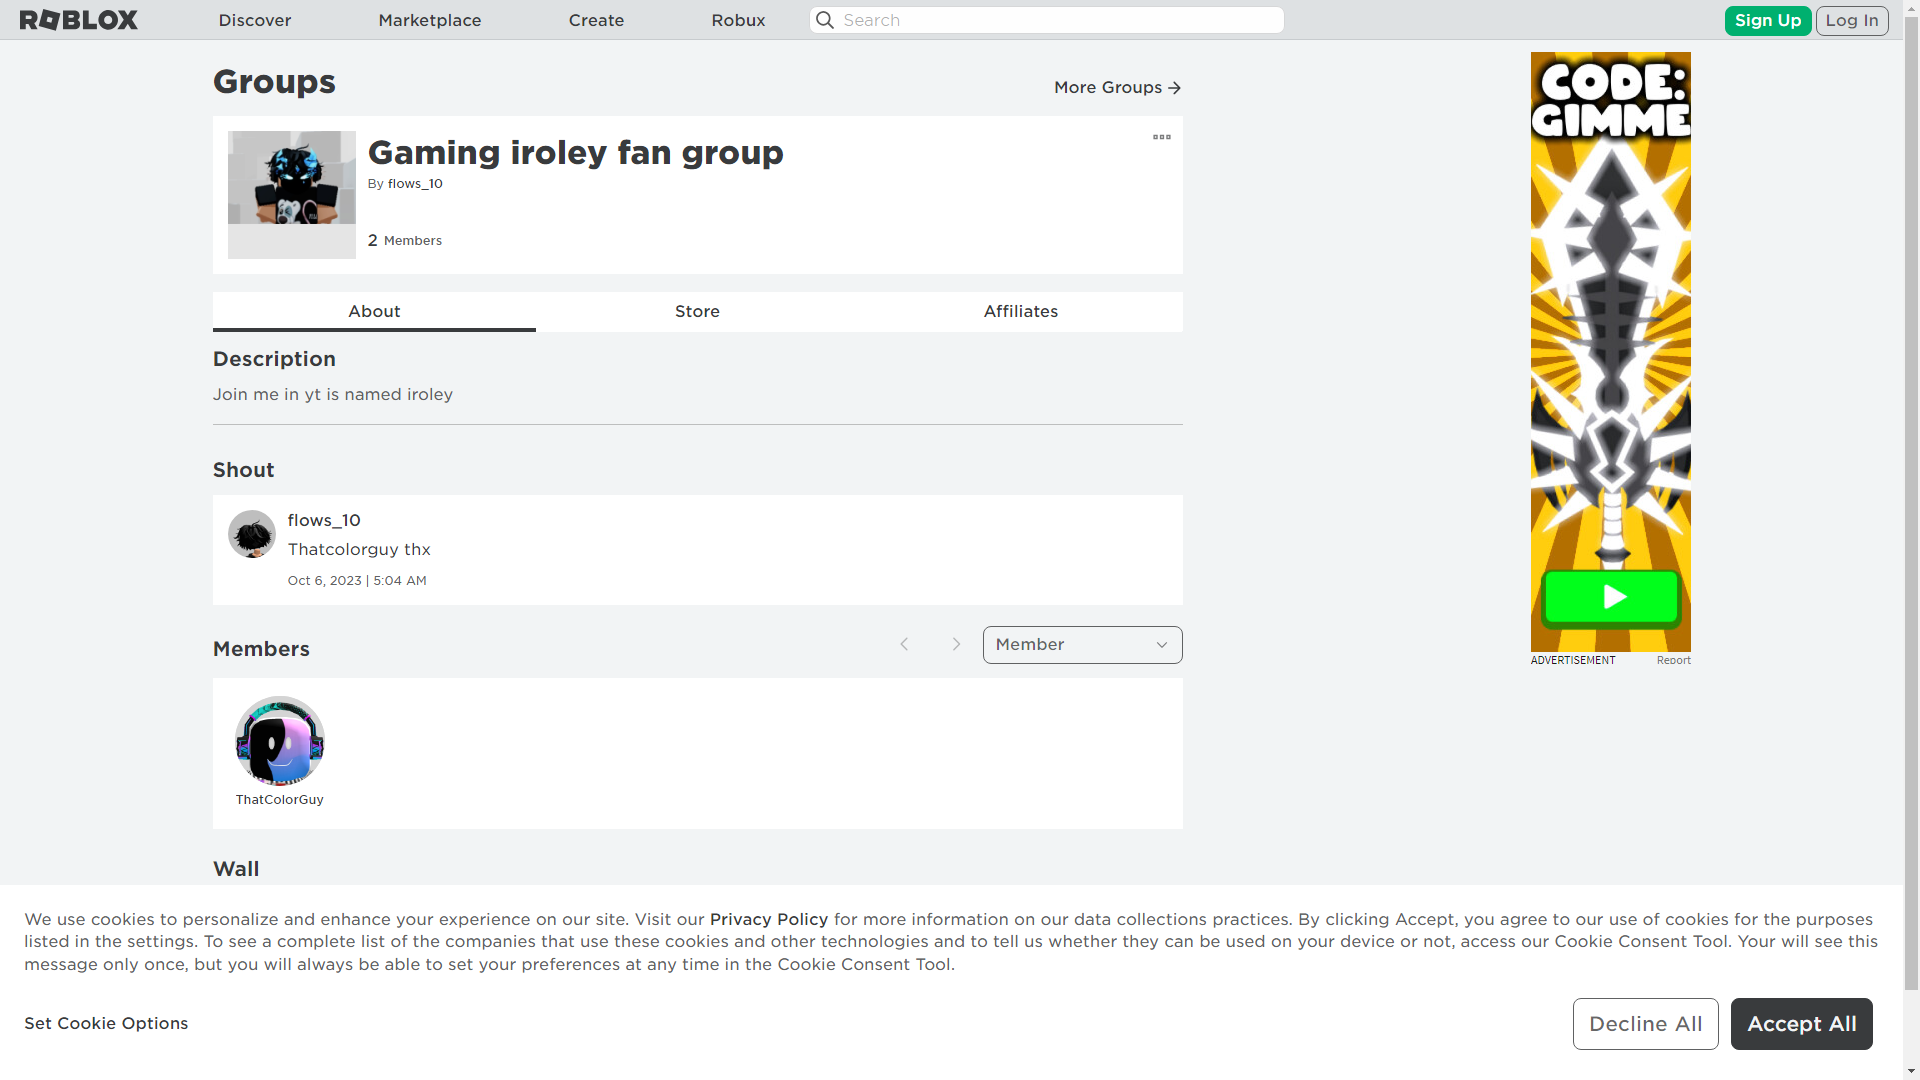 ROBLOX
Discover
Marketplace
Create
Robux
Search
Sign Up
Log In
Groups
More Groups
Gaming iroley fan group
By flows_10
2 Members
About
Store
Affiliates
Description
Join me in yt is named iroley
Shout
flows_10
Thatcolorguy thx
Oct 6, 2023 | 5:04 AM
Members
Member
ThatColorGuy
Wall
CODE:
GIMME
ADVERTISEMENT
Report
We use cookies to personalize and enhance your experience on our site. Visit our Privacy Policy for more information on our data collections practices. By clicking Accept, you agree to our use of cookies for the purposes
listed in the settings. To see a complete list of the companies that use these cookies and other technologies and to tell us whether they can be used on your device or not, access our Cookie Consent Tool. Your will see this
message only once, but you will always be able to set your preferences at any time in the Cookie Consent Tool.
Set Cookie Options
Decline All
Accept All